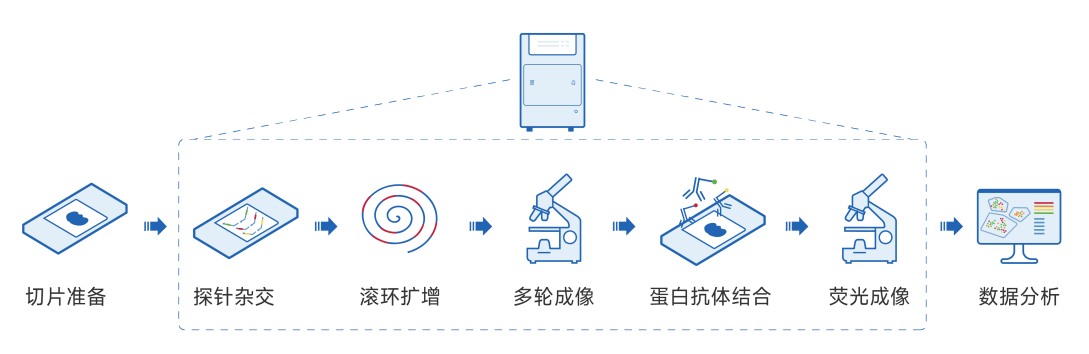 切片准备
探针杂交
滚环扩增
多轮成像
蛋白抗体结合
荧光成像
数据分析